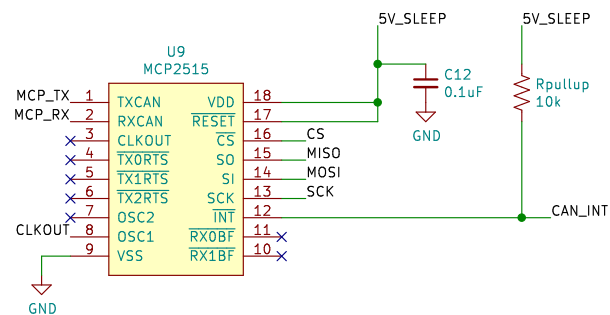 5V_SLEEP
5V_SLEEP
U9
MCP2515
C12
0.1uF
GND
Rpullup
10k
MCP_TX 1 TXCAN VDD 18
MCP_RX 2 RXCAN RESET 17
3 CLKOUT CS 16 CS
4 TX0RTS SO 15 MISO
5 TX1RTS SI 14 MOSI
6 TX2RTS SCK 13 SCK
7 OSC2 INT 12 CAN_INT
CLKOUT 8 OSC1 RX0BF 11
9 VSS RX1BF 10
GND